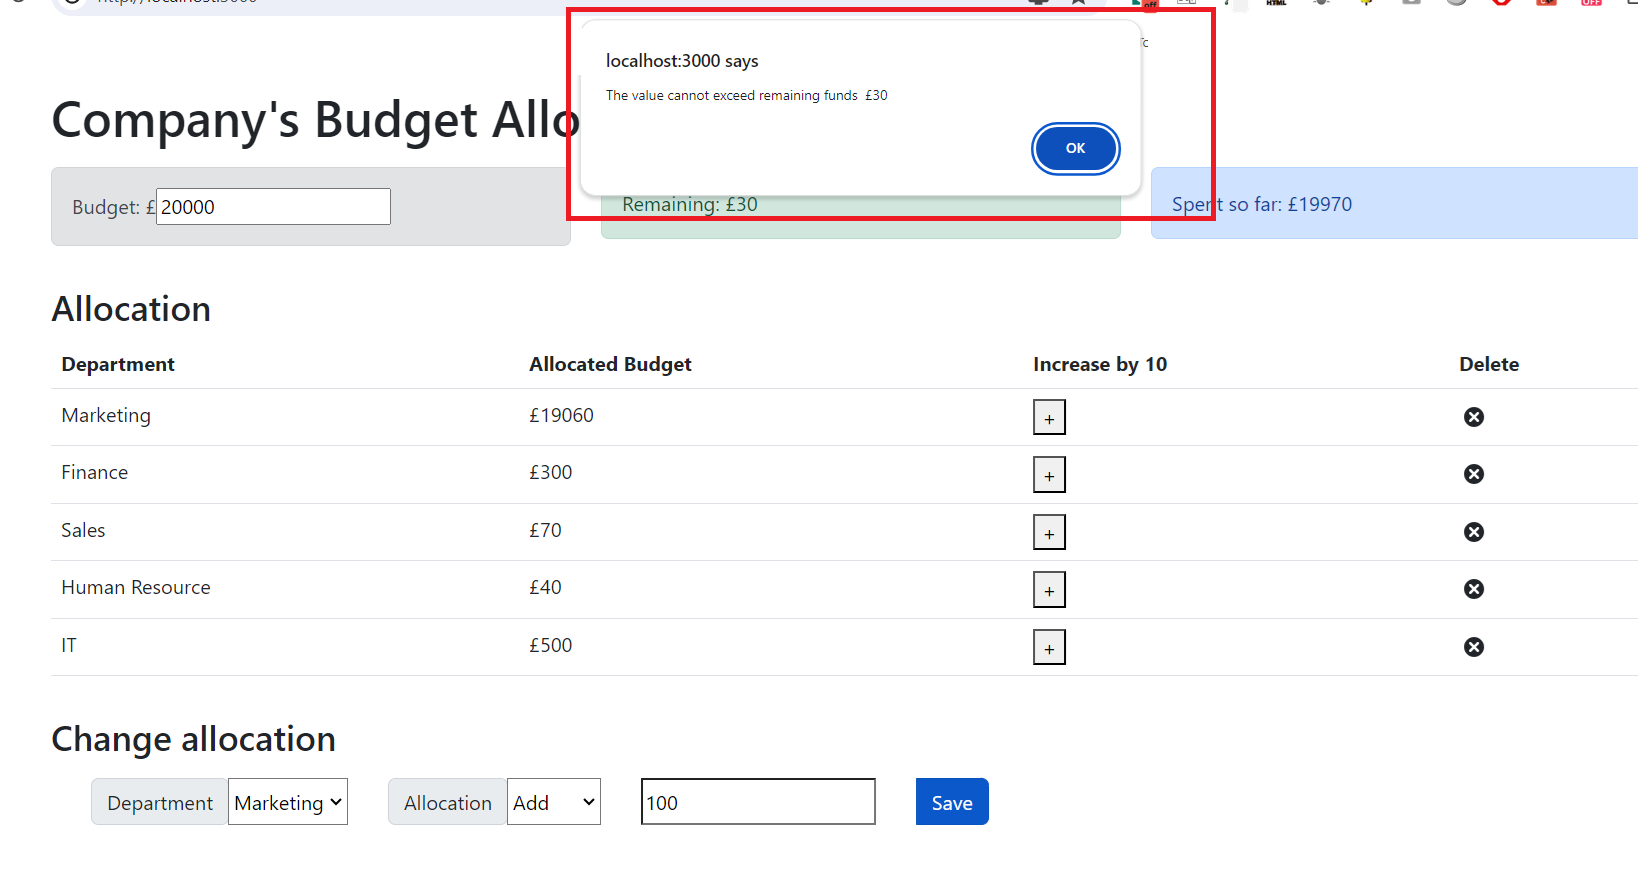 localhost:3000 says
The value cannot exceed remaining funds £30
OK
Company's Budget Allo
Budget: £ 20000
Remaining: £30
Spent so far: £19970
Allocation
Department Allocated Budget Increase by 10 Delete
Marketing £19060 +
Finance £300 +
Sales £70 +
Human Resource £40 +
IT £500 +
Change allocation
Department Marketing Allocation Add 100 Save